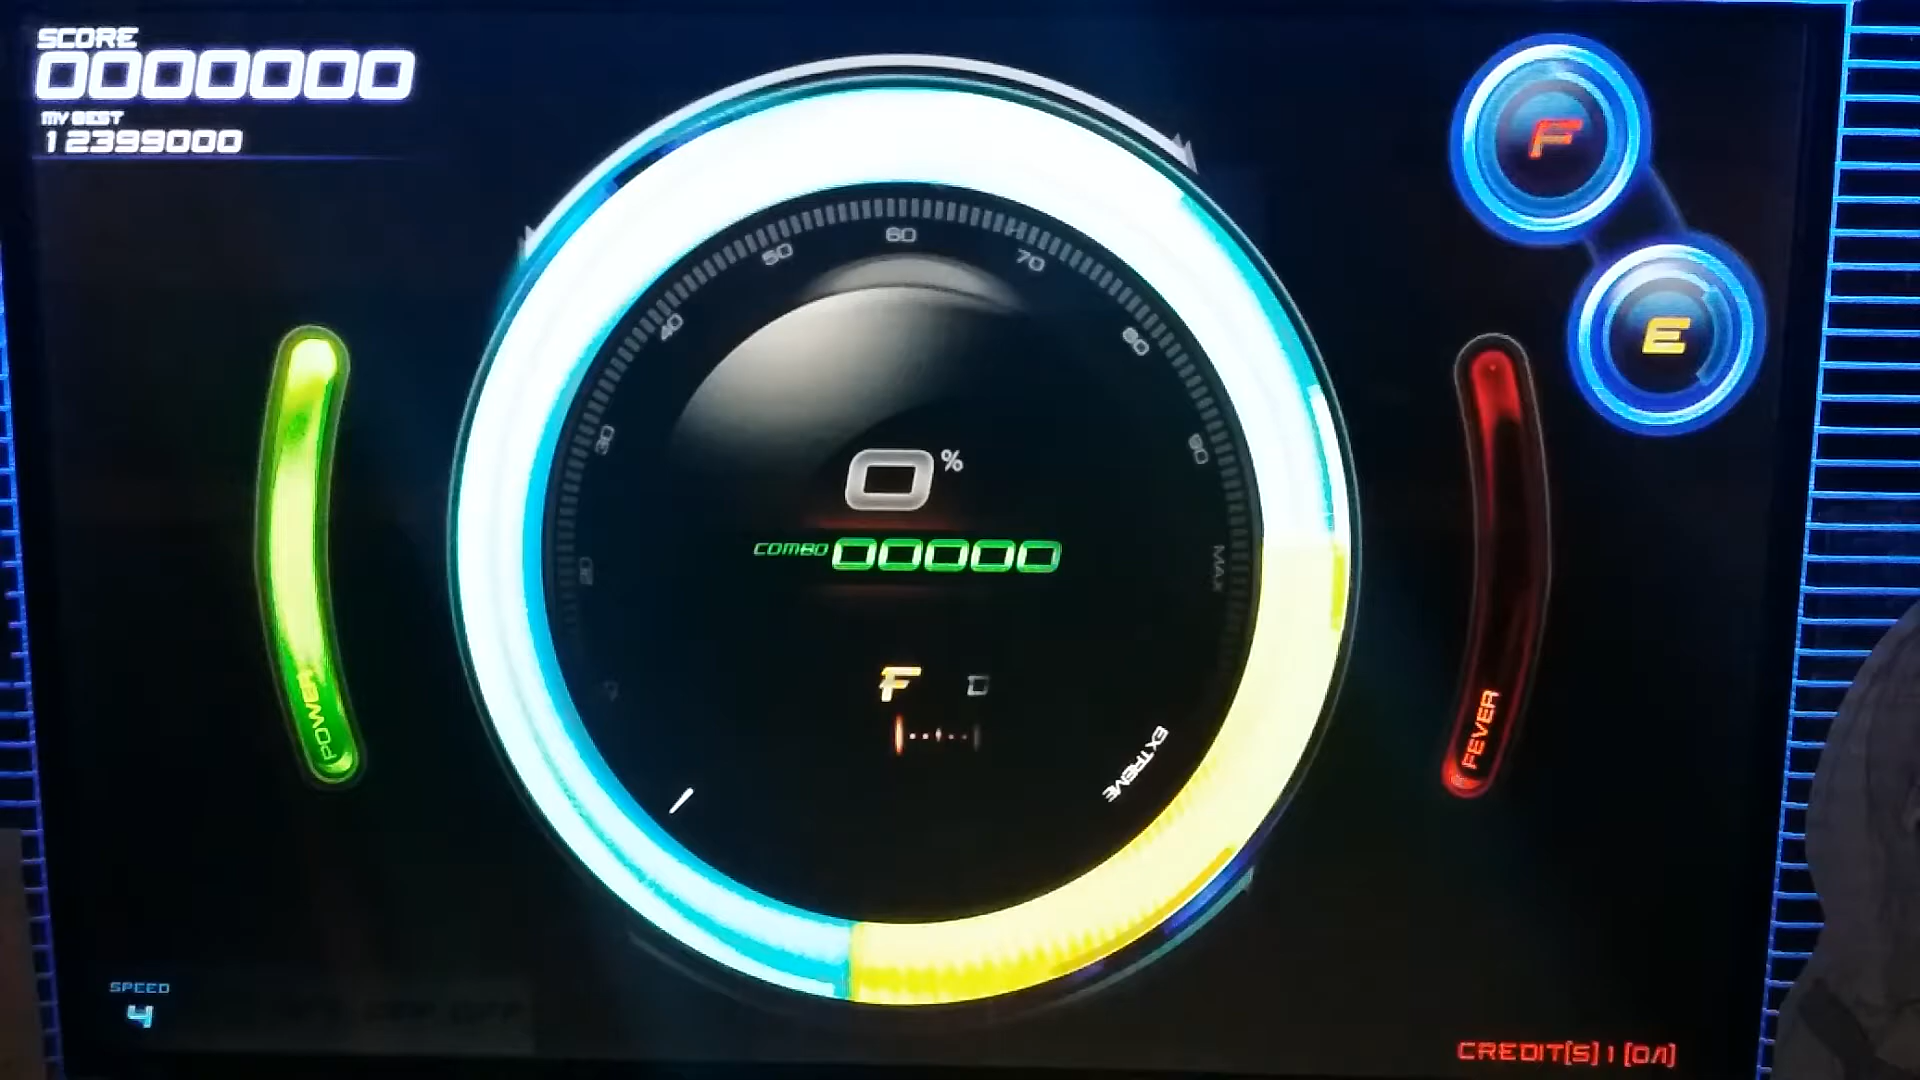 SCORE
0000000
MY BEST
12399000
F
E
50
60
70
40
80
30
90
0%
COMBO 00000
20
MAX
F D
POWER
FEVER
EXTREME
SPEED
4
CREDIT[S] 1 [0/1]